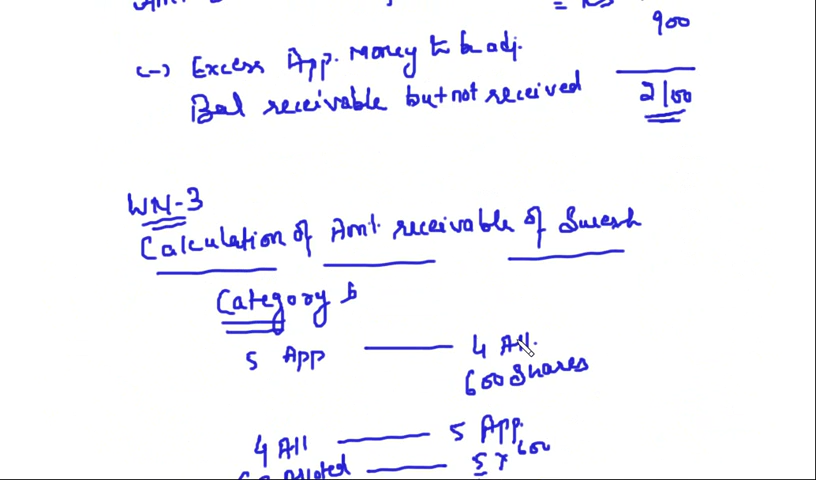 = Rs
900
(-) Excess App. Money to be adj.
Bal receivable but not received 2100
WN-3
Calculation of Amt. receivable of Suresh
Category b
5 App 4 All.
600 Shares
4 All 5 App.
5 x 600